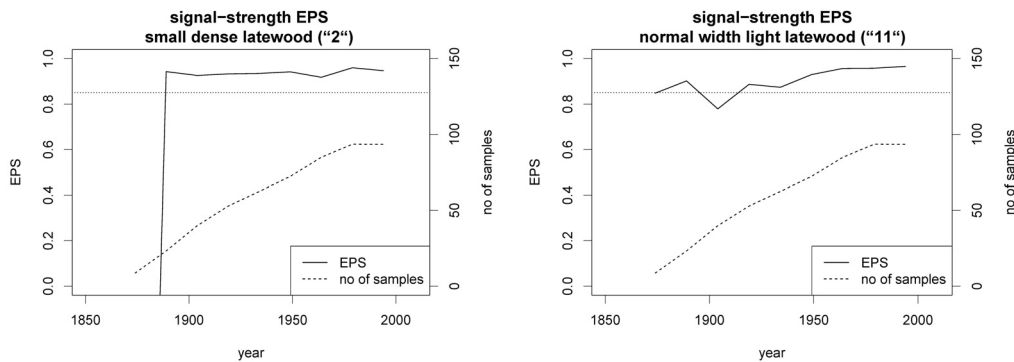 signal−strength EPS
small dense latewood (“2“)
1.0
0.8
0.6
0.4
0.2
0.0
EPS
150
100
50
0
no of samples
EPS
no of samples
1850
1900
1950
2000
year
signal−strength EPS
normal width light latewood (“11“)
1.0
0.8
0.6
0.4
0.2
0.0
EPS
150
100
50
0
no of samples
EPS
no of samples
1850
1900
1950
2000
year